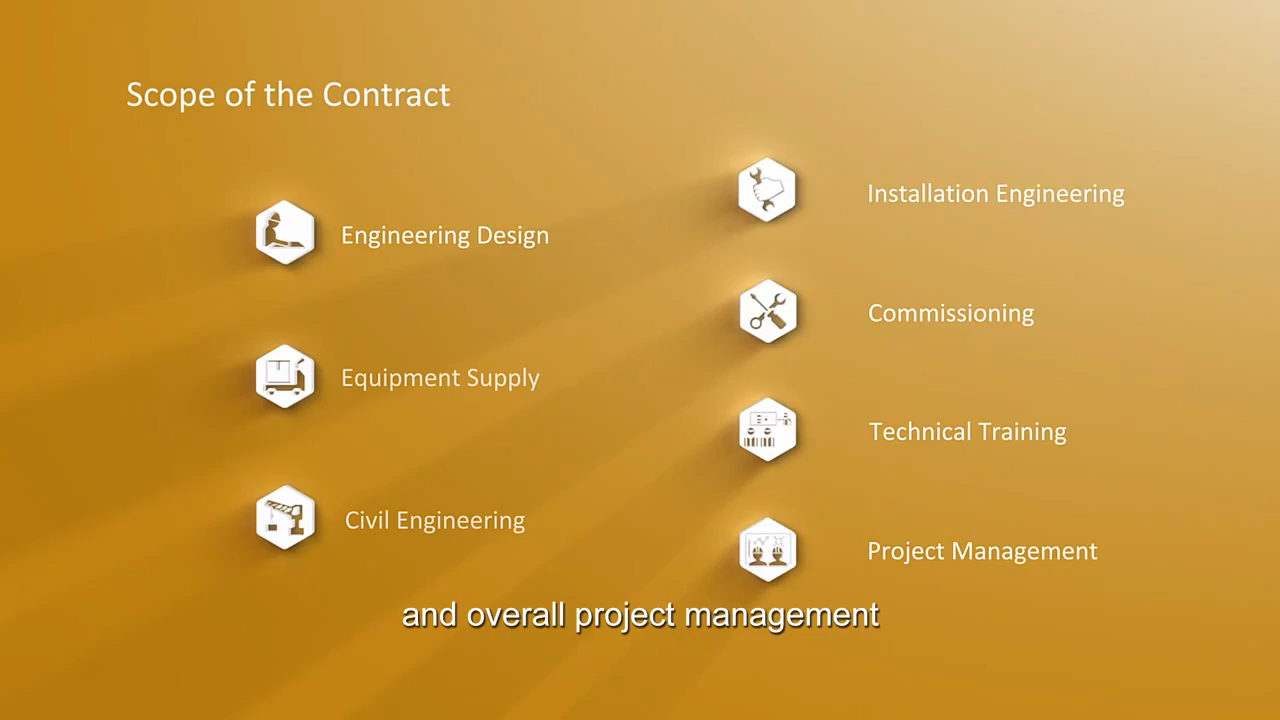 Scope of the Contract
Engineering Design
Equipment Supply
Civil Engineering
Installation Engineering
Commissioning
Technical Training
Project Management
and overall project management